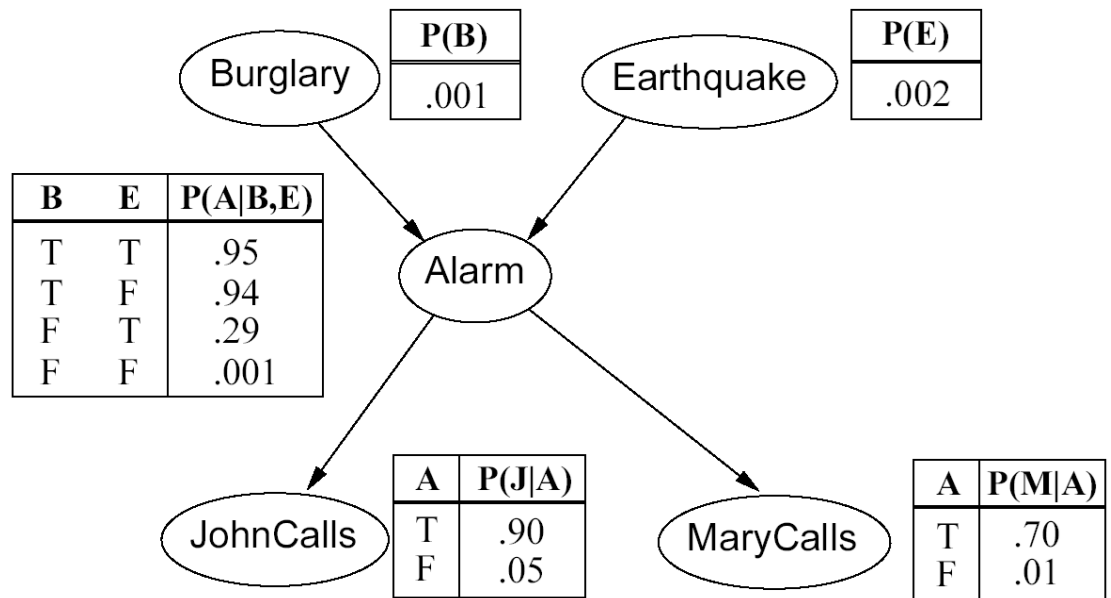 Burglary
P(B)
.001
Earthquake
P(E)
.002
B E P(A|B,E)
T T .95
T F .94
F T .29
F F .001
Alarm
JohnCalls
A P(J|A)
T .90
F .05
MaryCalls
A P(M|A)
T .70
F .01